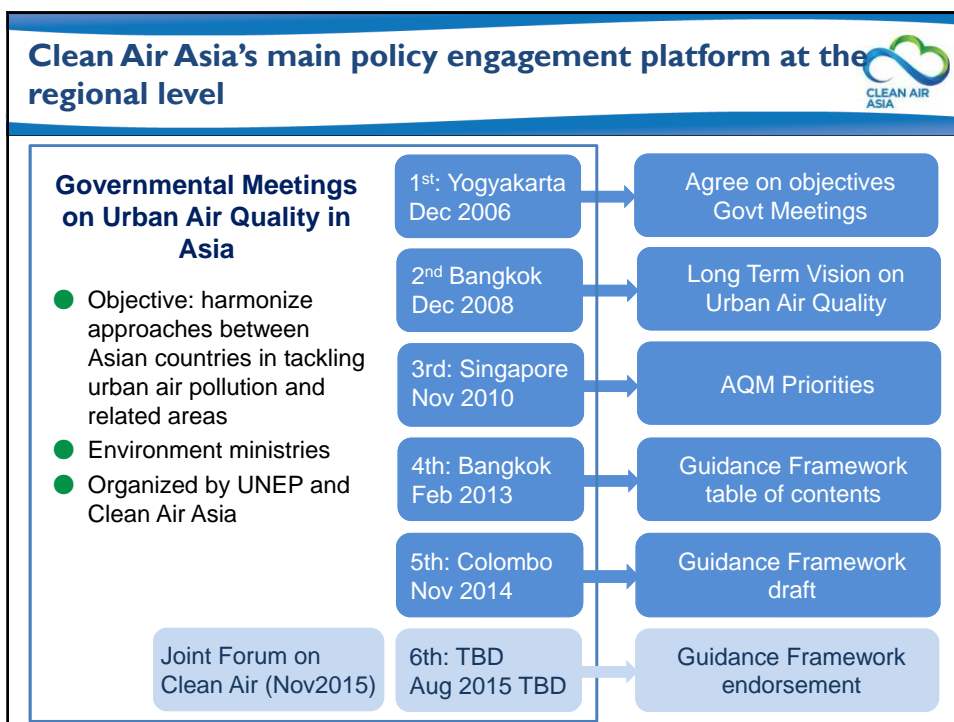 Clean Air Asia's main policy engagement platform at the
regional level
CLEAN AIR
ASIA
Governmental Meetings
on Urban Air Quality in
Asia
● Objective: harmonize
approaches between
Asian countries in tackling
urban air pollution and
related areas
● Environment ministries
● Organized by UNEP and
Clean Air Asia
1st: Yogyakarta
Dec 2006
Agree on objectives
Govt Meetings
2nd Bangkok
Dec 2008
Long Term Vision on
Urban Air Quality
3rd: Singapore
Nov 2010
AQM Priorities
4th: Bangkok
Feb 2013
Guidance Framework
table of contents
5th: Colombo
Nov 2014
Guidance Framework
draft
Joint Forum on
Clean Air (Nov2015)
6th: TBD
Aug 2015 TBD
Guidance Framework
endorsement